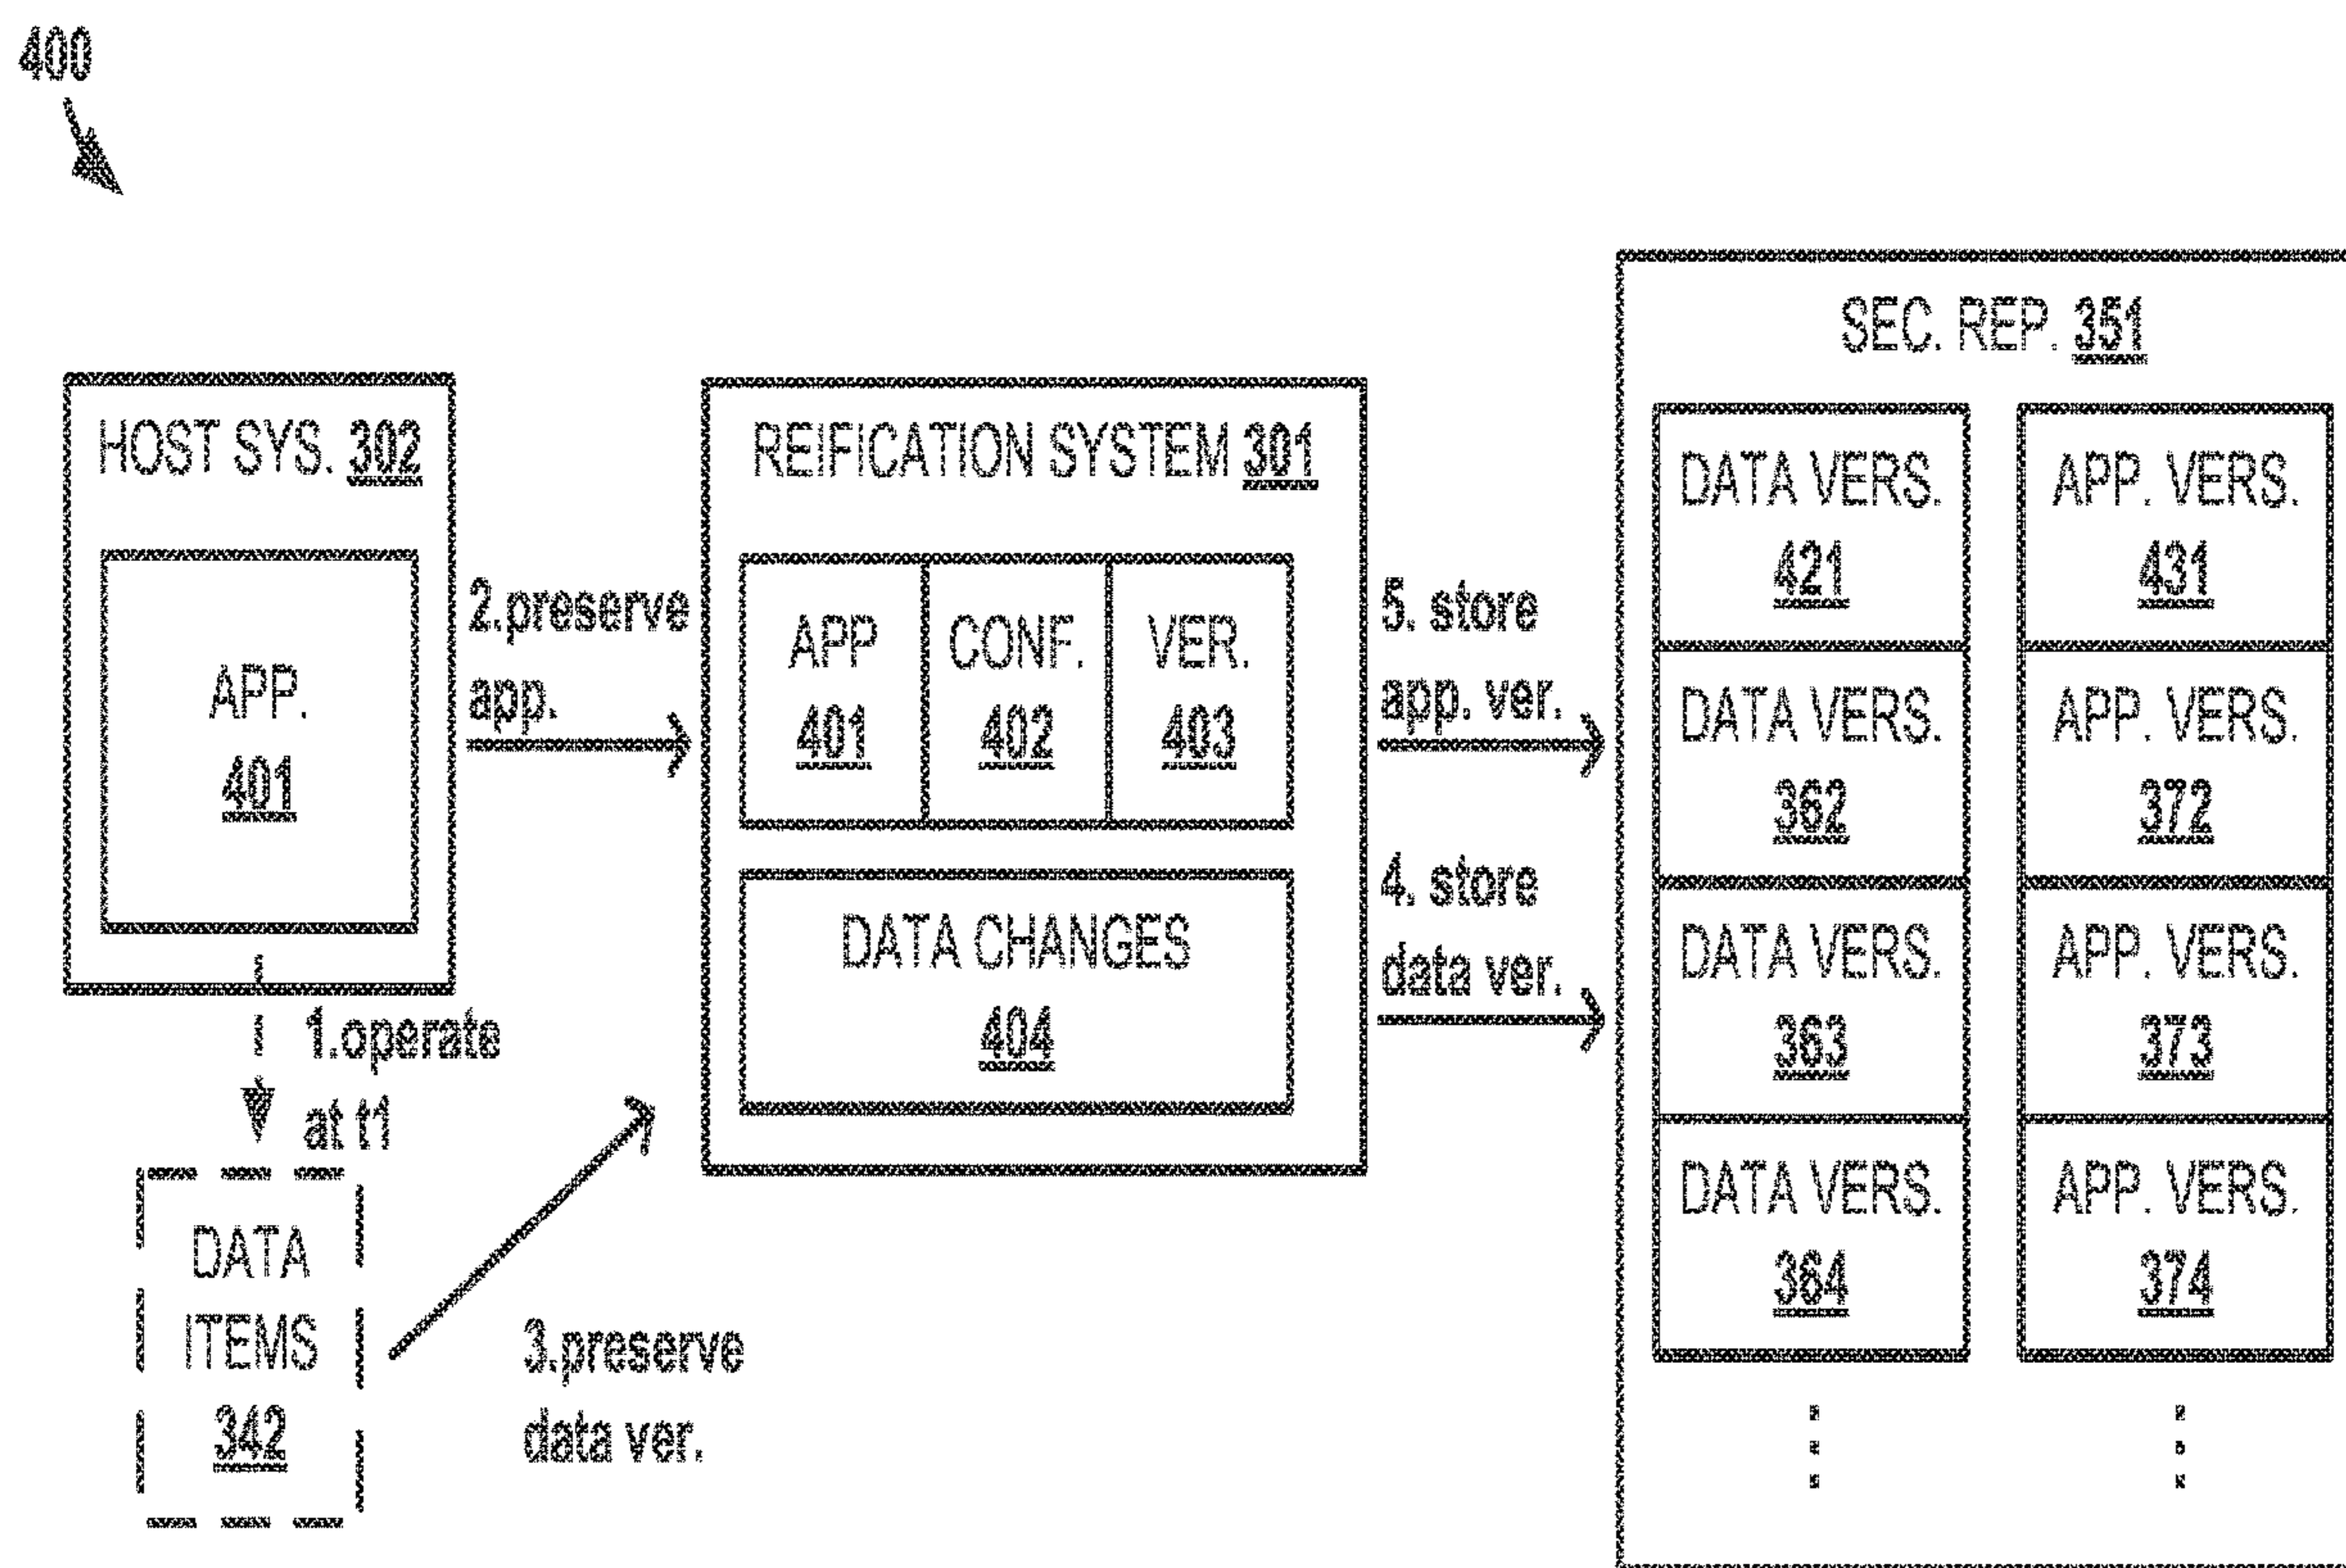 400
HOST SYS. 302
APP.
401
1.operate
at t1
DATA
ITEMS
342
2.preserve
app.
3.preserve
data ver.
REIFICATION SYSTEM 301
APP
401
CONF.
402
VER.
403
DATA CHANGES
404
5. store
app. ver.
4. store
data ver.
SEC. REP. 351
DATA VERS.
421
DATA VERS.
362
DATA VERS.
363
DATA VERS.
364
APP. VERS.
431
APP. VERS.
372
APP. VERS.
373
APP. VERS.
374